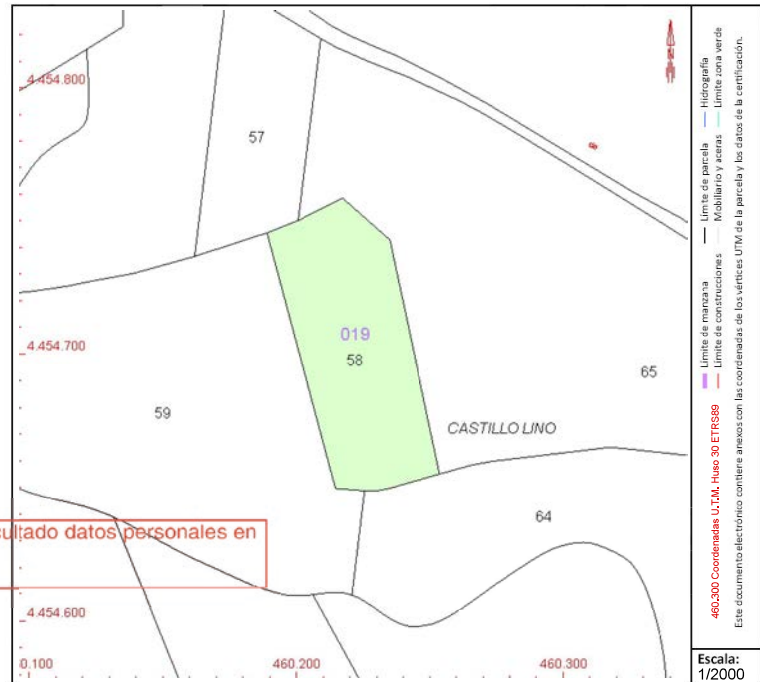 4.454.800
57
8
N
019
58
4.454.700
65
59
CASTILLO LINO
64
cultado datos personales en
4.454.600
0.100
460.200
460.300
Límite de manzana
Límite de parcela
Hidrografía
Límite de construcciones
Mobiliario y aceras
Límite zona verde
460.300 Coordenadas U.T.M. Huso 30 ETRS89
Este documento electrónico contiene anexos con las coordenadas de los vértices UTM de la parcela y los datos de la certificación.
Escala:
1/2000